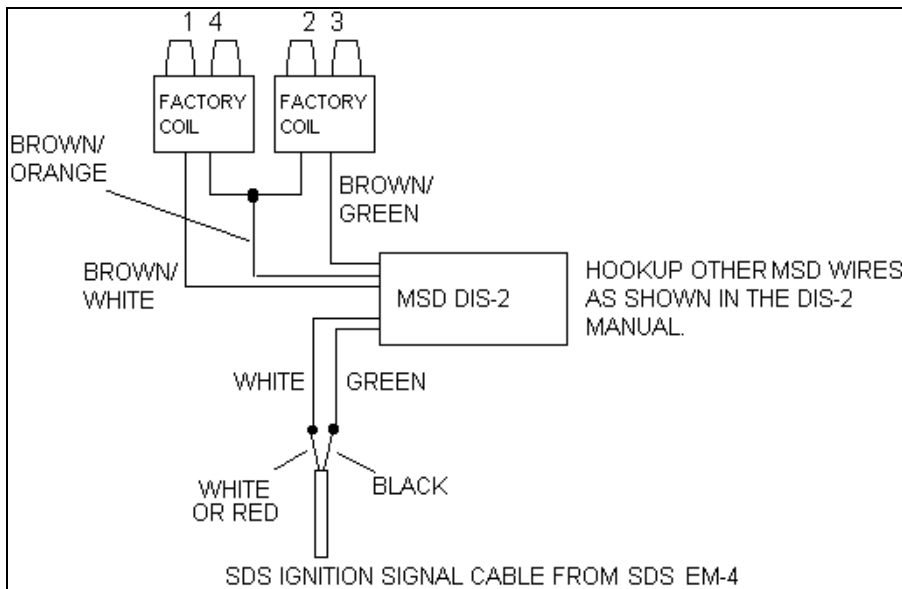 1 4 2 3
FACTORY
COIL
FACTORY
COIL
BROWN/
ORANGE
BROWN/
GREEN
BROWN/
WHITE
MSD DIS-2
HOOKUP OTHER MSD WIRES
AS SHOWN IN THE DIS-2
MANUAL.
WHITE
GREEN
WHITE
OR RED
BLACK
SDS IGNITION SIGNAL CABLE FROM SDS EM-4